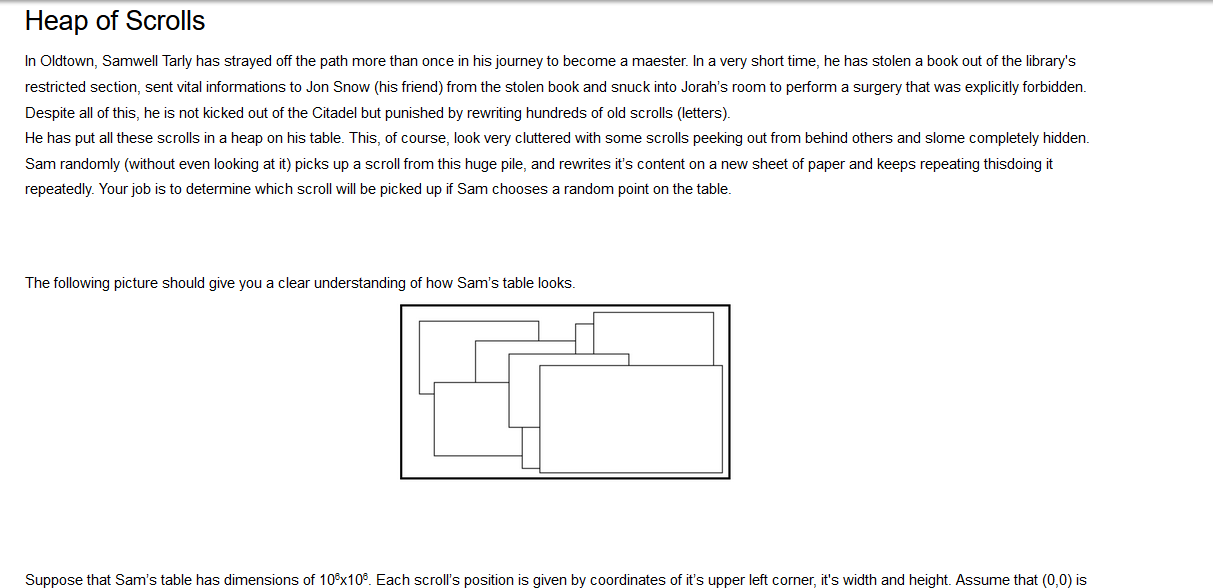 Heap of Scrolls
In Oldtown, Samwell Tarly has strayed off the path more than once in his journey to become a maester. In a very short time, he has stolen a book out of the library's
restricted section, sent vital informations to Jon Snow (his friend) from the stolen book and snuck into Jorah's room to perform a surgery that was explicitly forbidden.
Despite all of this, he is not kicked out of the Citadel but punished by rewriting hundreds of old scrolls (letters).
He has put all these scrolls in a heap on his table. This, of course, look very cluttered with some scrolls peeking out from behind others and slome completely hidden.
Sam randomly (without even looking at it) picks up a scroll from this huge pile, and rewrites it's content on a new sheet of paper and keeps repeating thisdoing it
repeatedly. Your job is to determine which scroll will be picked up if Sam chooses a random point on the table.
The following picture should give you a clear understanding of how Sam's table looks.
Suppose that Sam's table has dimensions of 10⁶x10⁶. Each scroll's position is given by coordinates of it's upper left corner, it's width and height. Assume that (0,0) is